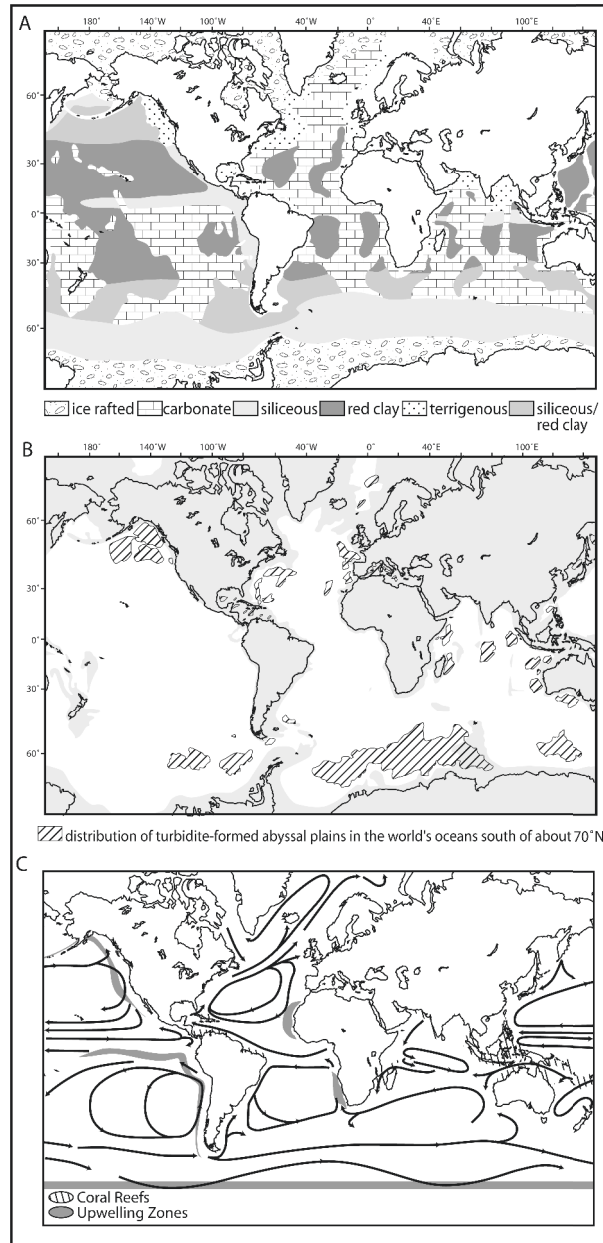 A
180° 140° 100°W 40°W 0° 40°E 100°E
60°
30°
0°
30°
60°
ice rafted carbonate siliceous red clay terrigenous siliceous/
red clay
B
180° 140° 100°W 40°W 0° 40°E 100°E
60°
30°
0°
30°
60°
distribution of turbidite-formed abyssal plains in the world's oceans south of about 70°N
C
Coral Reefs
Upwelling Zones